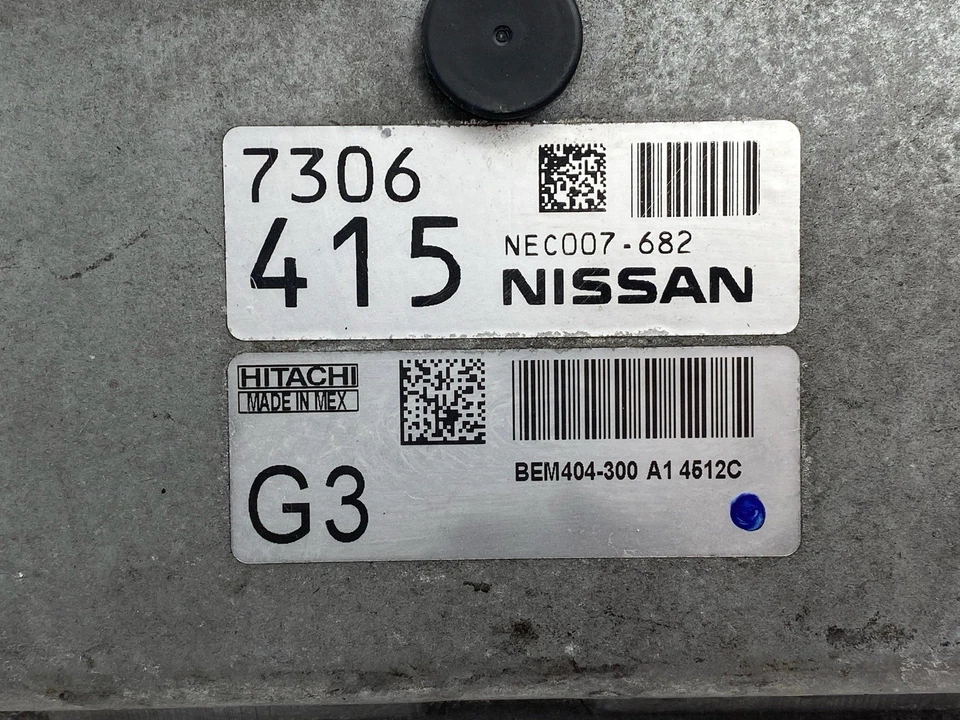 7306
415
NEC007-682
NISSAN
HITACHI
MADE IN MEX
G3
BEM404-300 A1 4512C